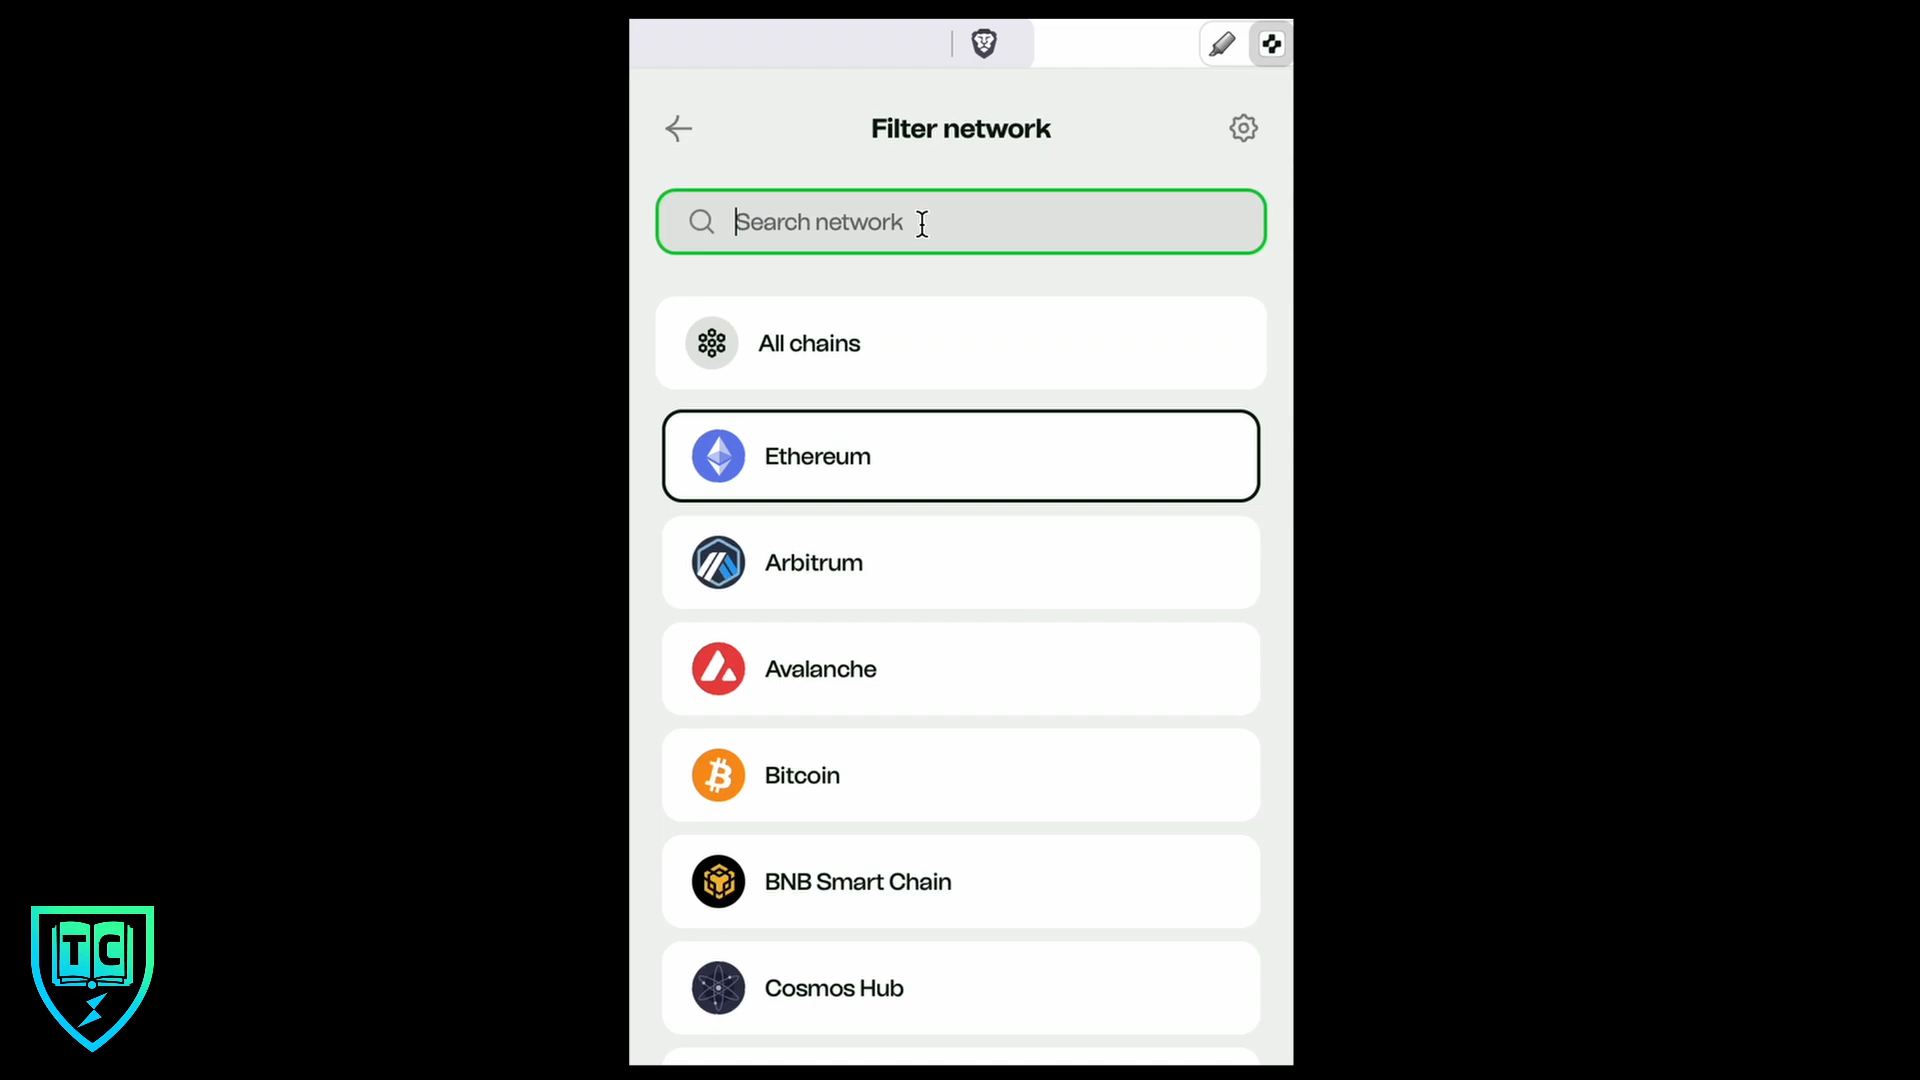 Filter network
Search network
All chains
Ethereum
Arbitrum
Avalanche
Bitcoin
BNB Smart Chain
Cosmos Hub
TC